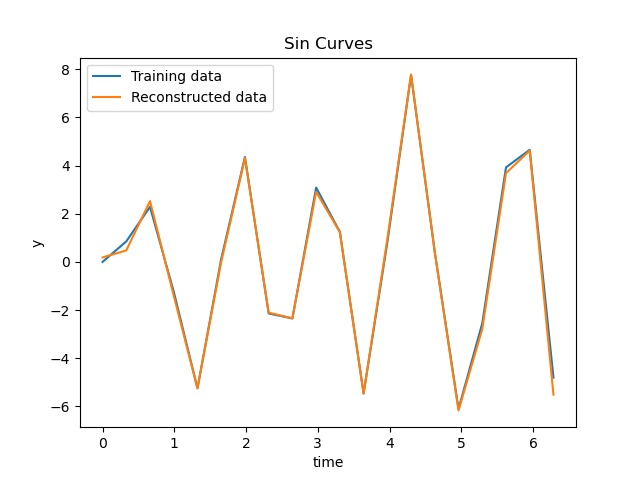 Sin Curves
Training data
Reconstructed data
8
6
4
2
0
−2
−4
−6
y
0 1 2 3 4 5 6
time